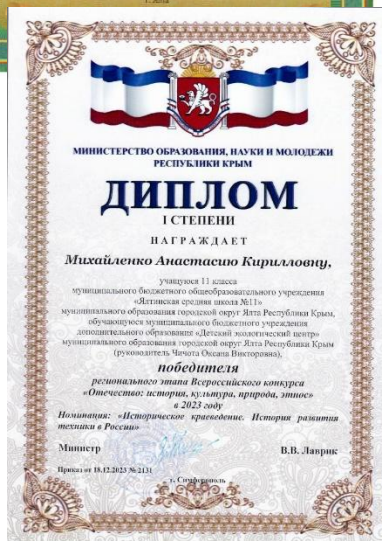 г. Ялта
МИНИСТЕРСТВО ОБРАЗОВАНИЯ, НАУКИ И МОЛОДЕЖИ
РЕСПУБЛИКИ КРЫМ
ДИПЛОМ
I СТЕПЕНИ
НАГРАЖДАЕТ
Михайленко Анастасию Кирилловну,
учащуюся 11 класса
муниципального бюджетного общеобразовательного учреждения
«Ялтинская средняя школа №11»
муниципального образования городской округ Ялта Республики Крым,
обучающуюся муниципального бюджетного учреждения
дополнительного образование «Детский экологический центр»
муниципального образования городской округ Ялта Республики Крым
(руководитель Чачота Оксана Викторовна),
победителя
регионального этапа Всероссийского конкурса
«Отечество: история, культура, природа, этнос»
в 2023 году
Номинация: «Историческое краеведение. История развития
техники в России»
Министр В.В. Лаврик
Приказ от 18.12.2023 № 2131
г. Симферополь